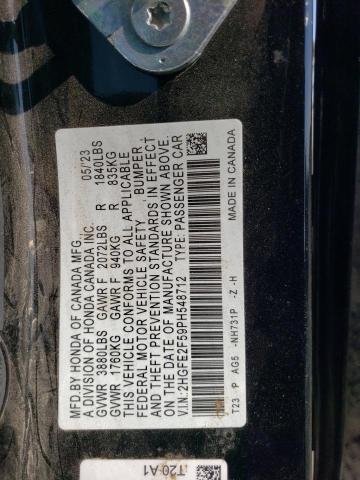 MFD.BY HONDA OF CANADA MFG. 05/'23
A DIVISION OF HONDA CANADA INC.
GVWR 3880LBS GAWR F 2072LBS R 1840LBS
GVWR 1760KG GAWR F 940KG R 835KG
THIS VEHICLE CONFORMS TO ALL APPLICABLE
FEDERAL MOTOR VEHICLE SAFETY, BUMPER,
AND THEFT PREVENTION STANDARDS IN EFFECT
ON THE DATE OF MANUFACTURE SHOWN ABOVE.
V.I.N.: 2HGFE2F59PH548712 TYPE: PASSENGER CAR
T23 P AG5 -NH731P -Z -H MADE IN CANADA
T20-A1